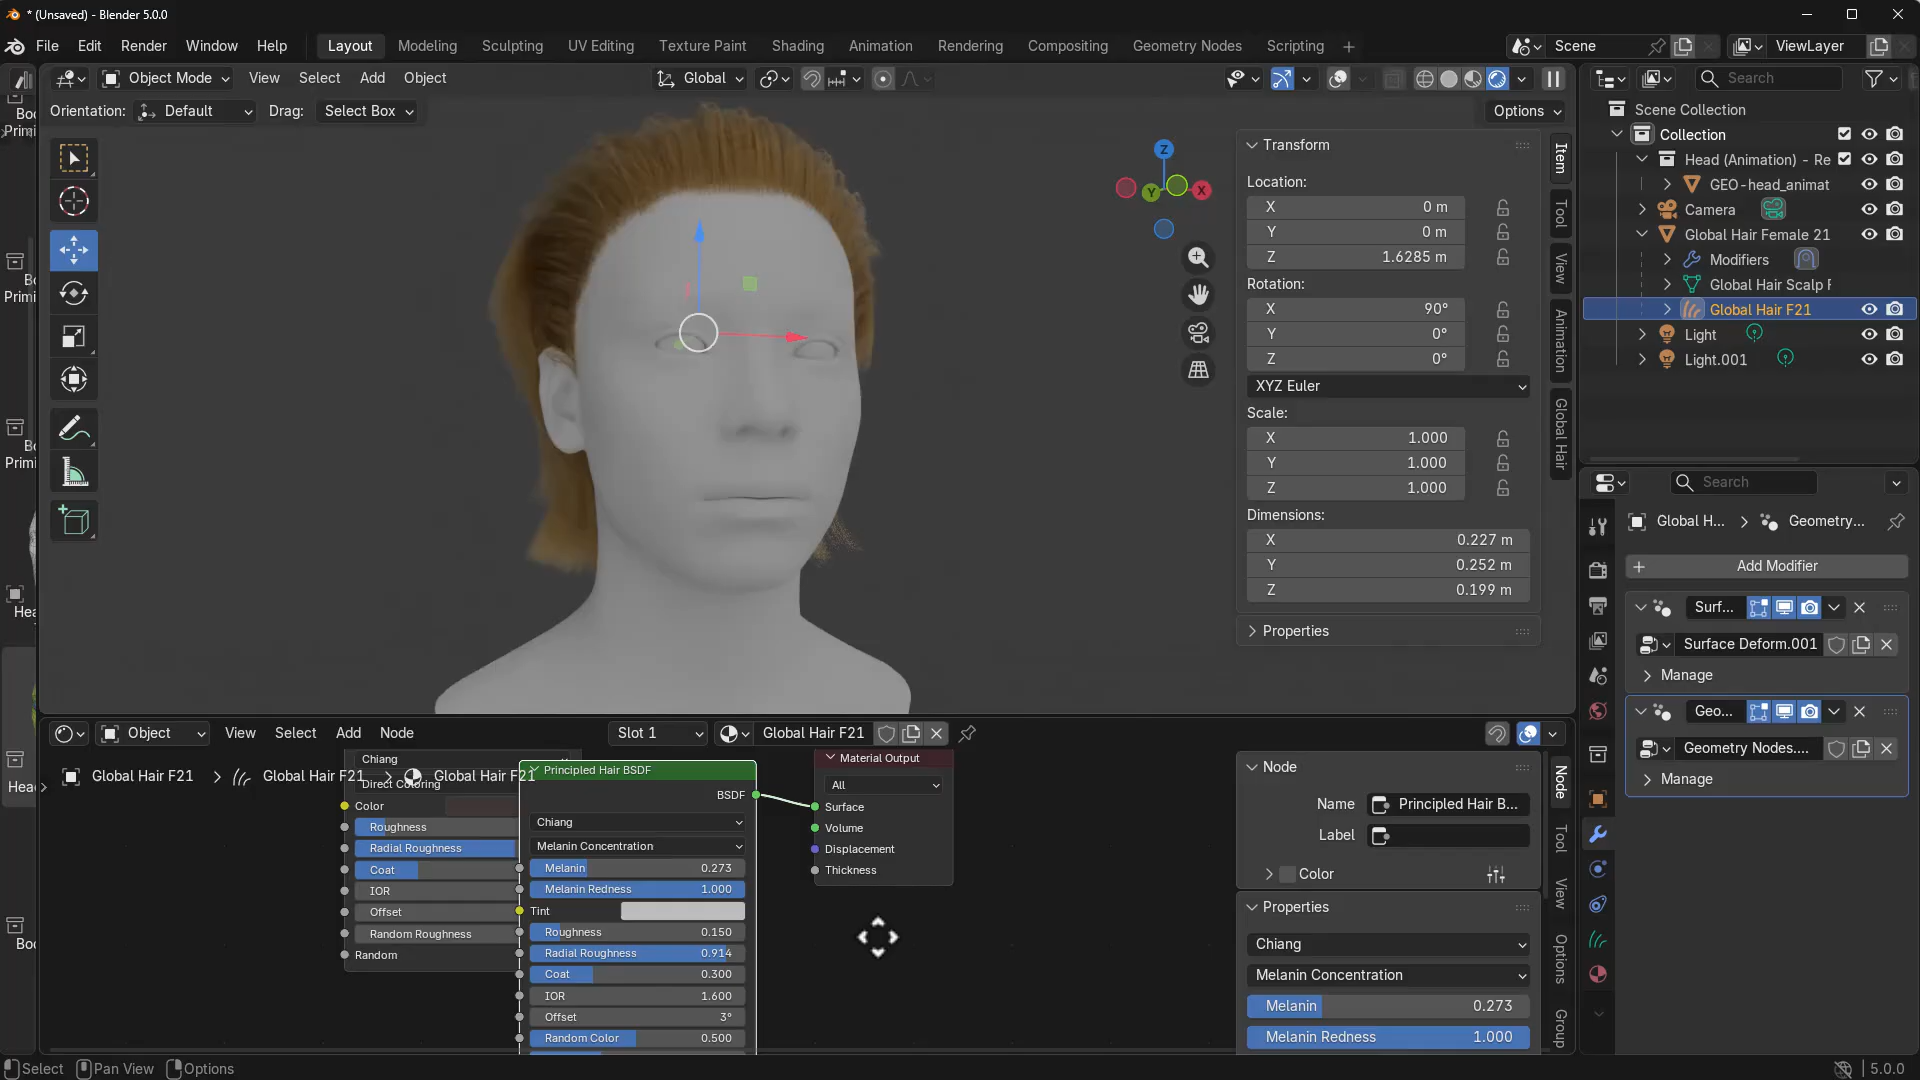 * (Unsaved) - Blender 5.0.0
File Edit Render Window Help
Layout Modeling Sculpting UV Editing Texture Paint Shading Animation Rendering Compositing Geometry Nodes Scripting
Scene
ViewLayer
Object Mode View Select Add Object
Global
Orientation: Default Drag: Select Box
Options
Transform
Location:
X 0 m
Y 0 m
Z 1.6285 m
Rotation:
X 90°
Y 0°
Z 0°
XYZ Euler
Scale:
X 1.000
Y 1.000
Z 1.000
Dimensions:
X 0.227 m
Y 0.252 m
Z 0.199 m
Properties
Item
Tool
View
Animation
Global Hair
Z
Y
X
Search
Scene Collection
Collection
Head (Animation) - Re
GEO-head_animat
Camera
Global Hair Female 21
Modifiers
Global Hair Scalp F
Global Hair F21
Light
Light.001
Search
Global H... Geometry...
Add Modifier
Surf...
Surface Deform.001
Manage
Geo...
Geometry Nodes....
Manage
Boc
Primi
Bc
Primi
Bc
Primi
Hea
Bc
Hea
Boc
Object View Select Add Node
Slot 1
Global Hair F21
Global Hair F21 Global Hair F21 Global Hair F21
Chiang
Direct Coloring
Color
Roughness
Radial Roughness
Coat
IOR
Offset
Random Roughness
Random
Principled Hair BSDF
BSDF
Chiang
Melanin Concentration
Melanin 0.273
Melanin Redness 1.000
Tint
Roughness 0.150
Radial Roughness 0.914
Coat 0.300
IOR 1.600
Offset 3°
Random Color 0.500
Material Output
All
Surface
Volume
Displacement
Thickness
Node
Name Principled Hair B...
Label
Color
Properties
Chiang
Melanin Concentration
Melanin 0.273
Melanin Redness 1.000
Node
Tool
View
Options
Group
Select Pan View Options
5.0.0